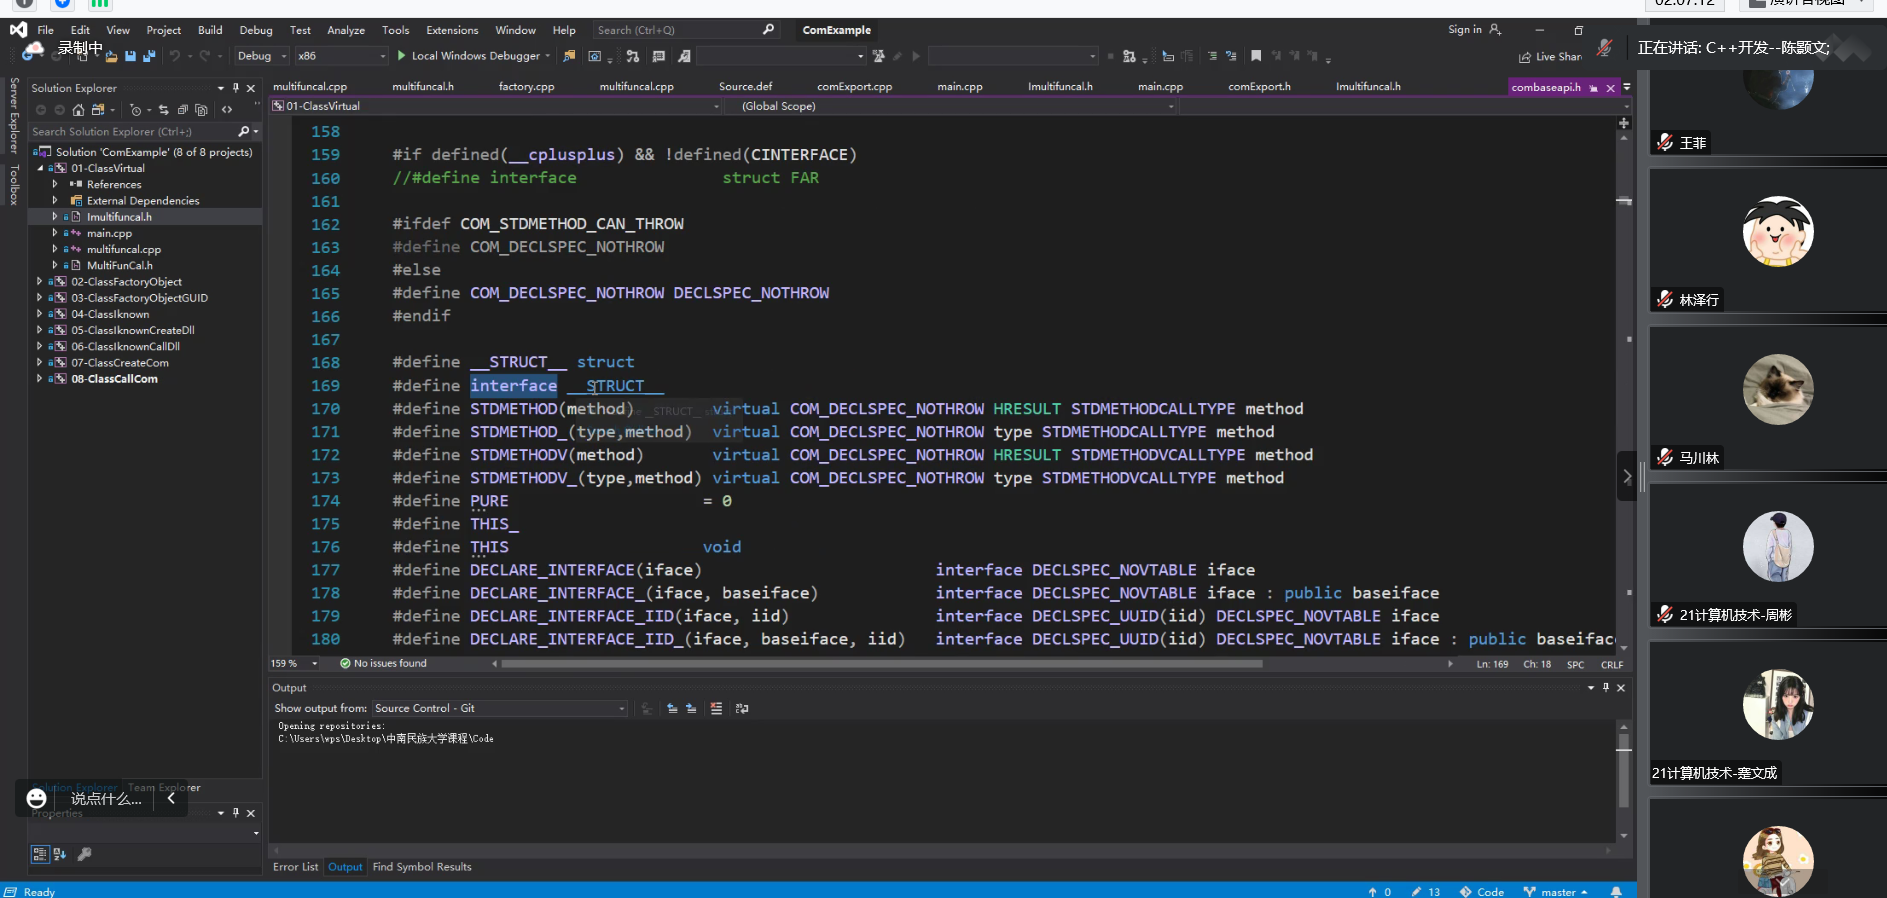 02:07:12
演讲者视图
File Edit View Project Build Debug Test Analyze Tools Extensions Window Help Search (Ctrl+Q) ComExample Sign in
录制中
Debug x86 Local Windows Debugger Live Share
正在讲话: C++开发--陈颢文;
Server Explorer
Toolbox
Solution Explorer
Search Solution Explorer (Ctrl+;)
Solution 'ComExample' (8 of 8 projects)
01-ClassVirtual
References
External Dependencies
Imultifuncal.h
main.cpp
multifuncal.cpp
MultiFunCal.h
02-ClassFactoryObject
03-ClassFactoryObjectGUID
04-ClassIknown
05-ClassIknownCreateDll
06-ClassIknownCallDll
07-ClassCreateCom
08-ClassCallCom
multifuncal.cpp multifuncal.h factory.cpp multifuncal.cpp Source.def comExport.cpp main.cpp Imultifuncal.h main.cpp comExport.h Imultifuncal.h combaseapi.h
01-ClassVirtual (Global Scope)
158
159 #if defined(__cplusplus) && !defined(CINTERFACE)
160 //#define interface struct FAR
161
162 #ifdef COM_STDMETHOD_CAN_THROW
163 #define COM_DECLSPEC_NOTHROW
164 #else
165 #define COM_DECLSPEC_NOTHROW DECLSPEC_NOTHROW
166 #endif
167
168 #define __STRUCT__ struct
169 #define interface __STRUCT__
170 #define STDMETHOD(method) virtual COM_DECLSPEC_NOTHROW HRESULT STDMETHODCALLTYPE method
171 #define STDMETHOD_(type,method) virtual COM_DECLSPEC_NOTHROW type STDMETHODCALLTYPE method
172 #define STDMETHODV(method) virtual COM_DECLSPEC_NOTHROW HRESULT STDMETHODVCALLTYPE method
173 #define STDMETHODV_(type,method) virtual COM_DECLSPEC_NOTHROW type STDMETHODVCALLTYPE method
174 #define PURE = 0
175 #define THIS_
176 #define THIS void
177 #define DECLARE_INTERFACE(iface) interface DECLSPEC_NOVTABLE iface
178 #define DECLARE_INTERFACE_(iface, baseiface) interface DECLSPEC_NOVTABLE iface : public baseiface
179 #define DECLARE_INTERFACE_IID(iface, iid) interface DECLSPEC_UUID(iid) DECLSPEC_NOVTABLE iface
180 #define DECLARE_INTERFACE_IID_(iface, baseiface, iid) interface DECLSPEC_UUID(iid) DECLSPEC_NOVTABLE iface : public baseifac
159 % No issues found Ln: 169 Ch: 18 SPC CRLF
Output
Show output from: Source Control - Git
Opening repositories:
C:\Users\wps\Desktop\中南民族大学课程\Code
Solution Explorer Team Explorer
说点什么...
Properties
Error List Output Find Symbol Results
Ready 0 13 Code master
王菲
林泽行
马川林
21计算机技术-周彬
21计算机技术-蹇文成